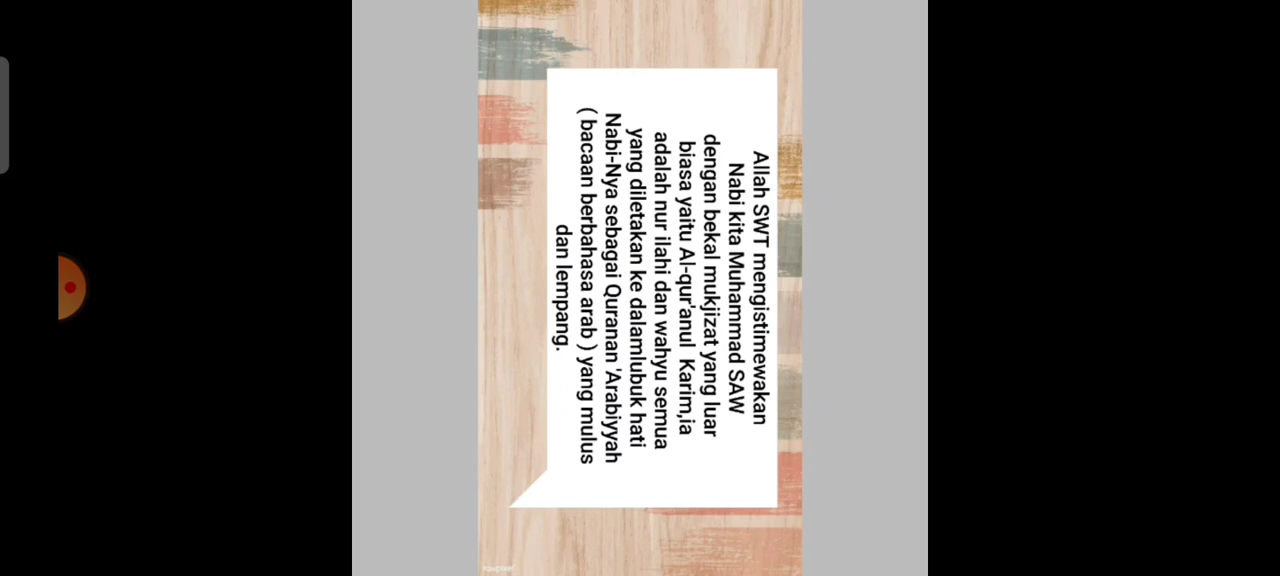 Allah SWT mengistimewakan
Nabi kita Muhammad SAW
dengan bekal mukjizat yang luar
biasa yaitu Al-qur'anul Karim,ia
adalah nur ilahi dan wahyu semua
yang diletakan ke dalamlubuk hati
Nabi-Nya sebagai Quranan 'Arabiyyah
( bacaan berbahasa arab ) yang mulus
dan lempang.